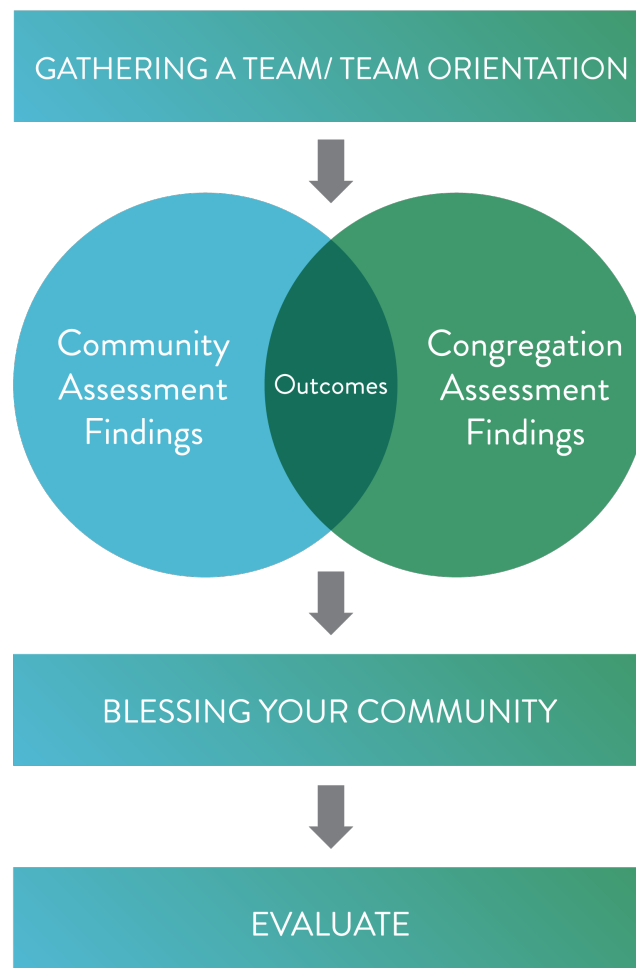 GATHERING A TEAM/ TEAM ORIENTATION
Community
Assessment
Findings
Outcomes
Congregation
Assessment
Findings
BLESSING YOUR COMMUNITY
EVALUATE